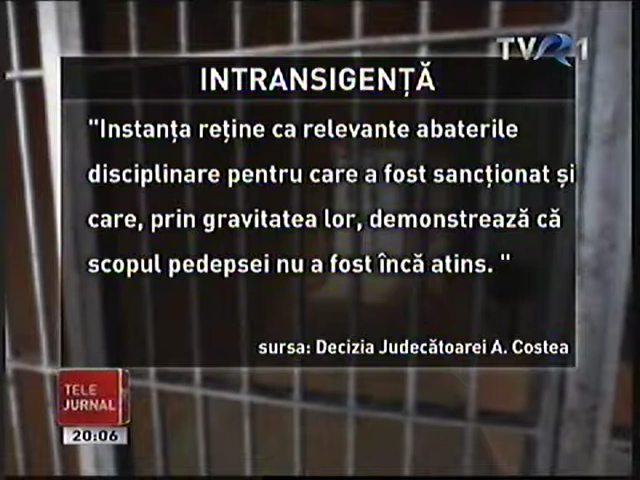 TVR1
INTRANSIGENȚĂ
"Instanța reține ca relevante abaterile
disciplinare pentru care a fost sancționat și
care, prin gravitatea lor, demonstrează că
scopul pedepsei nu a fost încă atins. "
sursa: Decizia Judecătoarei A. Costea
TELE
JURNAL
20:06